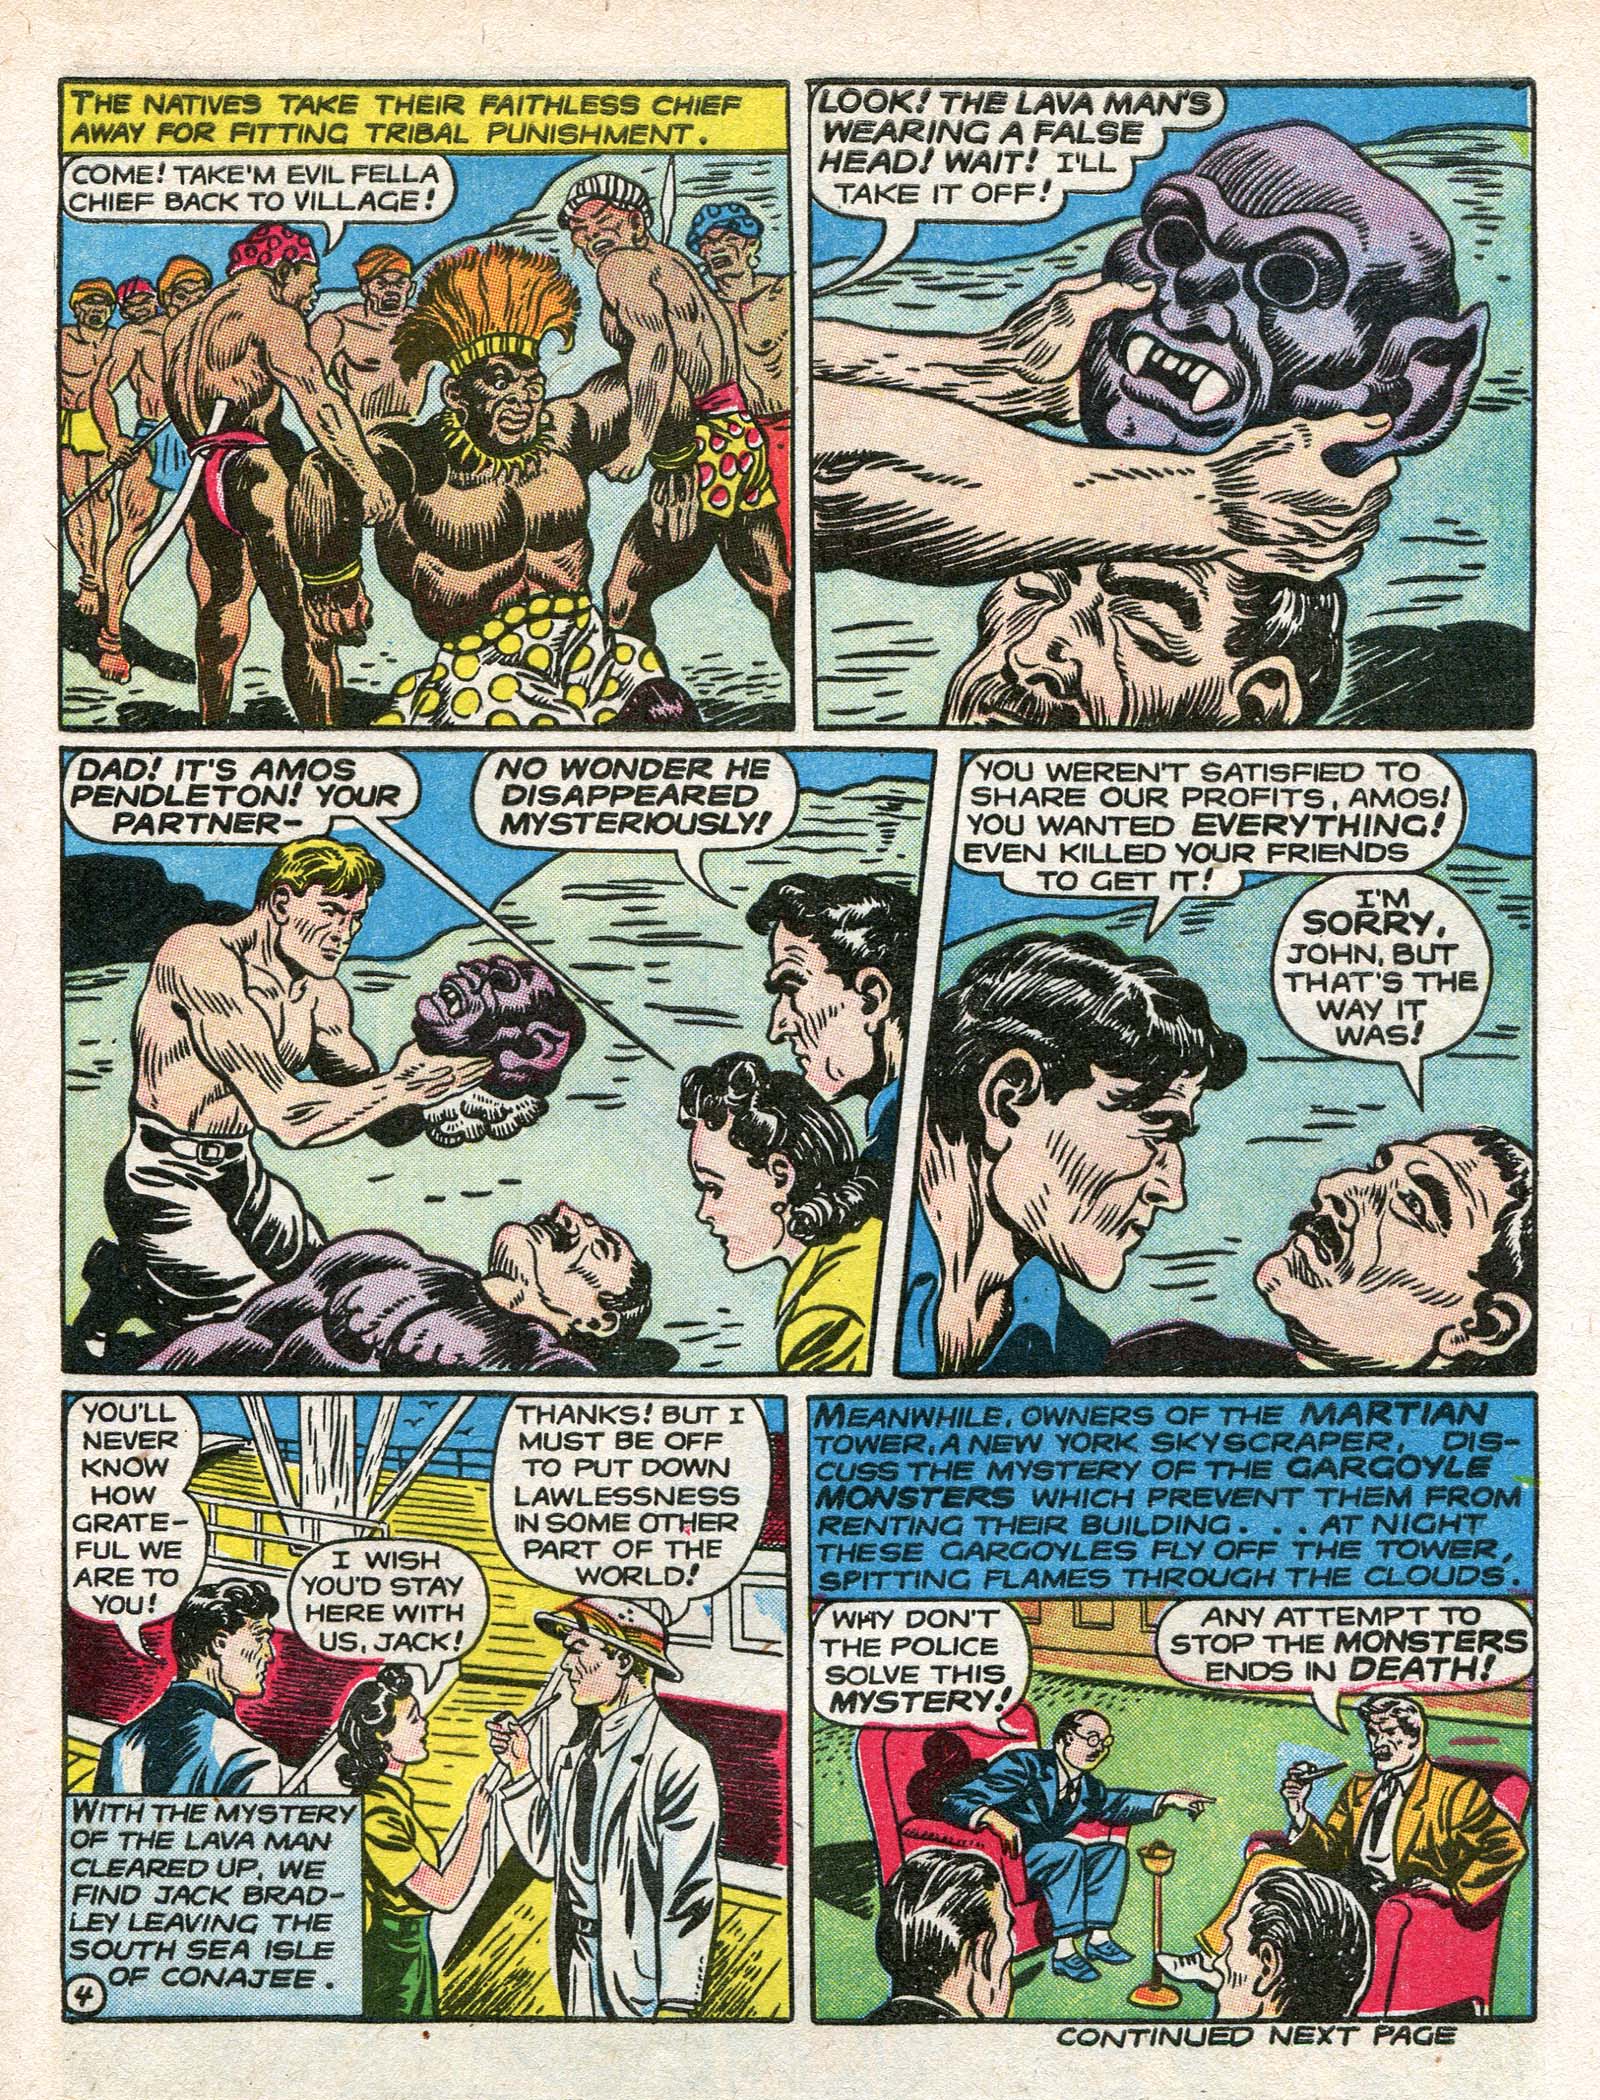 THE NATIVES TAKE THEIR FAITHLESS CHIEF
AWAY FOR FITTING TRIBAL PUNISHMENT.
COME! TAKE'M EVIL FELLA
CHIEF BACK TO VILLAGE!
LOOK! THE LAVA MAN'S
WEARING A FALSE
HEAD! WAIT! I'LL
TAKE IT OFF!
DAD! IT'S AMOS
PENDLETON! YOUR
PARTNER-
NO WONDER HE
DISAPPEARED
MYSTERIOUSLY!
YOU WEREN'T SATISFIED TO
SHARE OUR PROFITS, AMOS!
YOU WANTED EVERYTHING!
EVEN KILLED YOUR FRIENDS
TO GET IT!
I'M
SORRY,
JOHN, BUT
THAT'S THE
WAY IT
WAS!
YOU'LL
NEVER
KNOW
HOW
GRATE-
FUL WE
ARE TO
YOU!
I WISH
YOU'D STAY
HERE WITH
US, JACK!
THANKS! BUT I
MUST BE OFF
TO PUT DOWN
LAWLESSNESS
IN SOME OTHER
PART OF THE
WORLD!
WITH THE MYSTERY
OF THE LAVA MAN
CLEARED UP, WE
FIND JACK BRAD-
LEY LEAVING THE
SOUTH SEA ISLE
OF CONAJEE.
4
MEANWHILE, OWNERS OF THE MARTIAN
TOWER, A NEW YORK SKYSCRAPER, DIS-
CUSS THE MYSTERY OF THE GARGOYLE
MONSTERS WHICH PREVENT THEM FROM
RENTING THEIR BUILDING. . . . AT NIGHT
THESE GARGOYLES FLY OFF THE TOWER,
SPITTING FLAMES THROUGH THE CLOUDS.
WHY DON'T
THE POLICE
SOLVE THIS
MYSTERY!
ANY ATTEMPT TO
STOP THE MONSTERS
ENDS IN DEATH!
CONTINUED NEXT PAGE